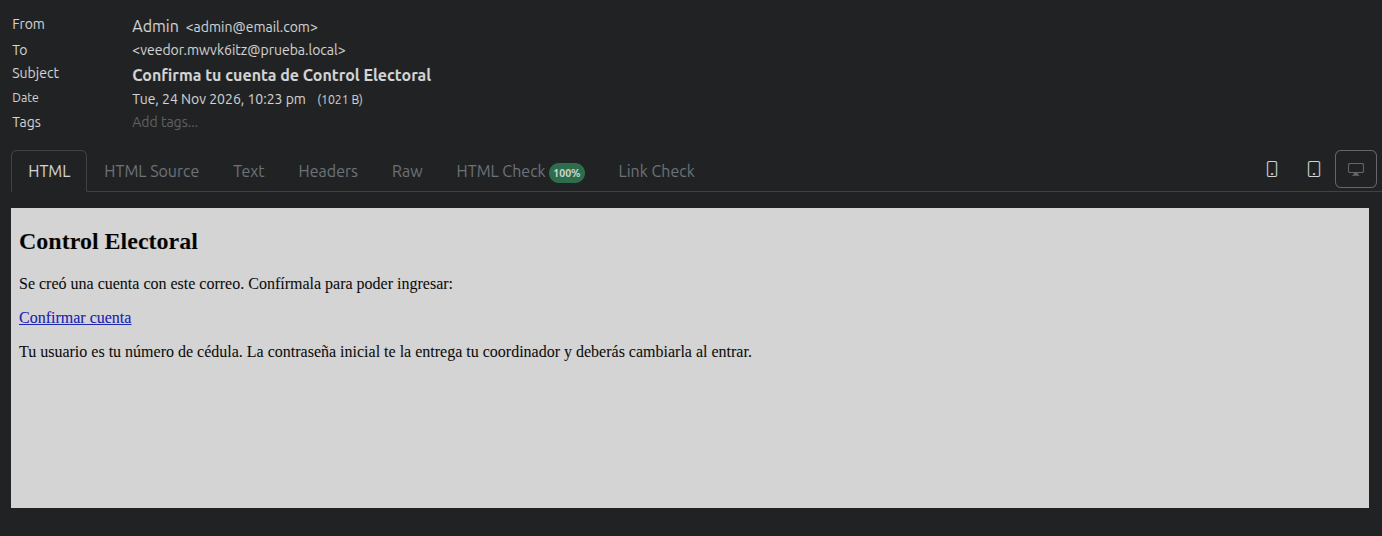 From Admin <admin@email.com>
To <veedor.mwvk6itz@prueba.local>
Subject Confirma tu cuenta de Control Electoral
Date Tue, 24 Nov 2026, 10:23 pm (1021 B)
Tags Add tags...
HTML HTML Source Text Headers Raw HTML Check 100% Link Check
Control Electoral
Se creó una cuenta con este correo. Confírmala para poder ingresar:
Confirmar cuenta
Tu usuario es tu número de cédula. La contraseña inicial te la entrega tu coordinador y deberás cambiarla al entrar.